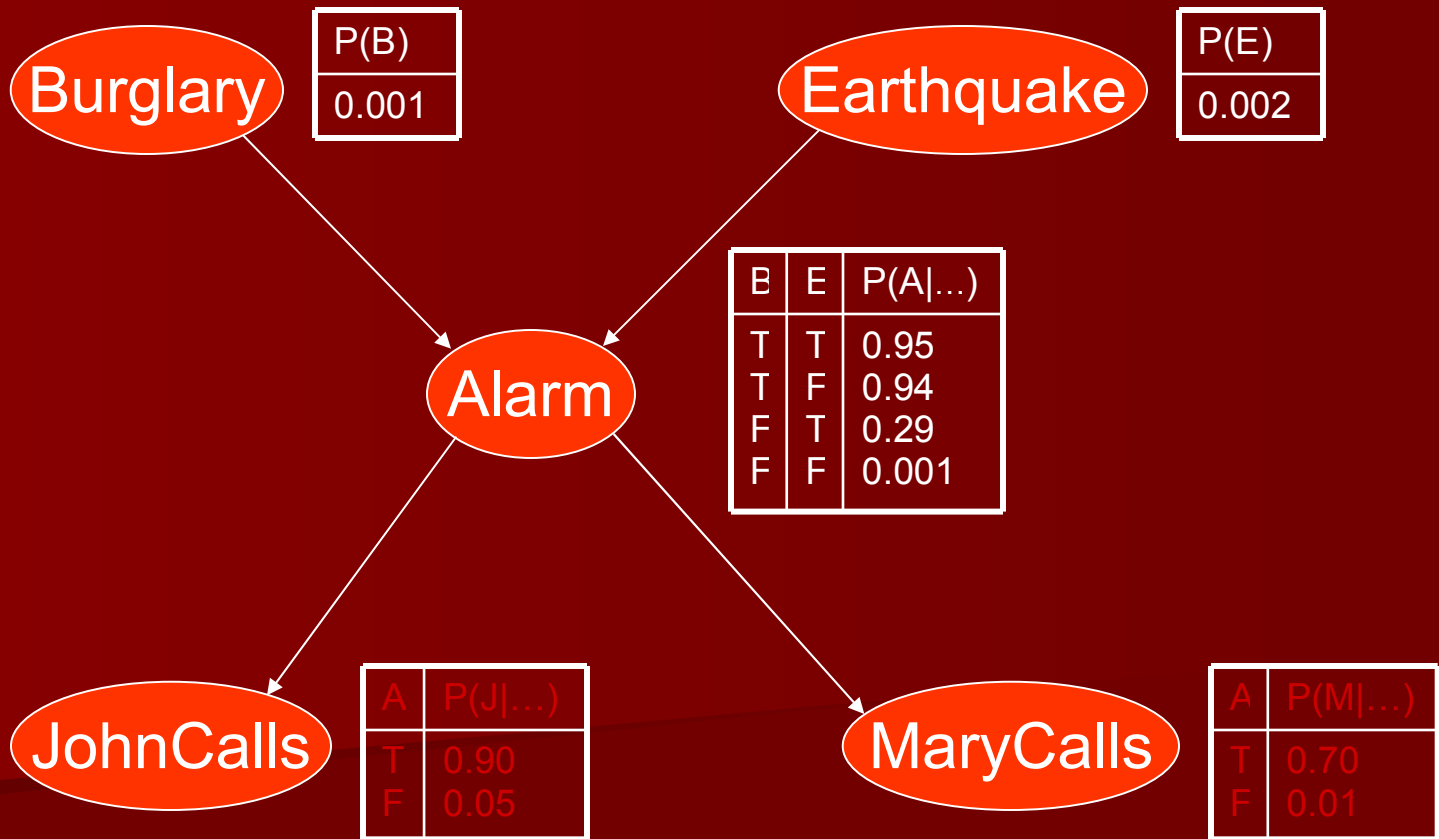 Burglary
P(B)
0.001
Earthquake
P(E)
0.002
B E P(A|…)
T T 0.95
T F 0.94
F T 0.29
F F 0.001
Alarm
JohnCalls
A P(J|…)
T 0.90
F 0.05
MaryCalls
A P(M|…)
T 0.70
F 0.01